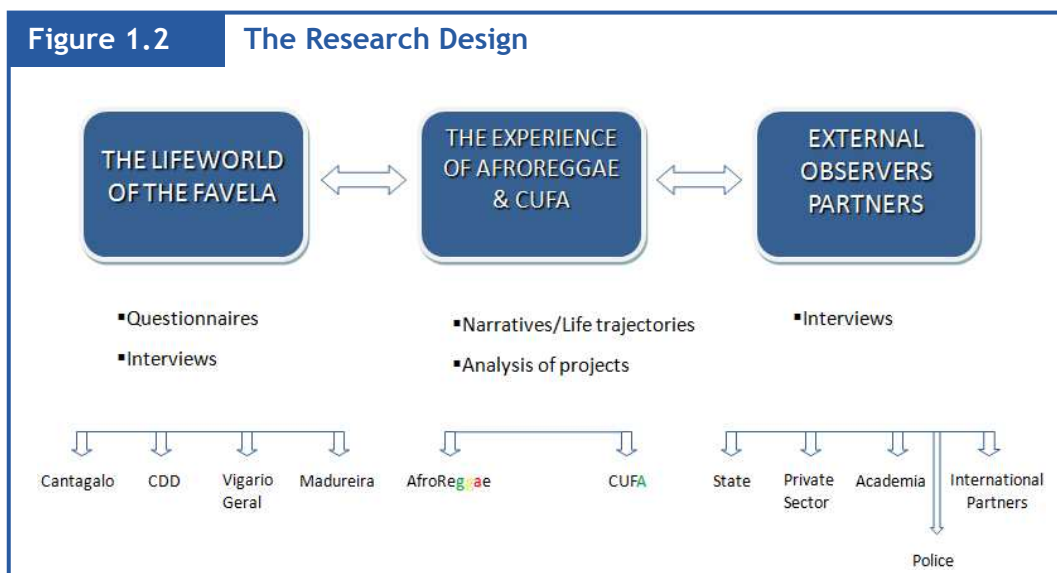 Figure 1.2 The Research Design
THE LIFEWORLD
OF THE FAVELA
THE EXPERIENCE
OF AFROREGGAE
& CUFA
EXTERNAL
OBSERVERS
PARTNERS
▪Questionnaires
▪Interviews
▪Narratives/Life trajectories
▪Analysis of projects
▪Interviews
Cantagalo
CDD
Vigario
Geral
Madureira
AfroReggae
CUFA
State
Private
Sector
Academia
Police
International
Partners